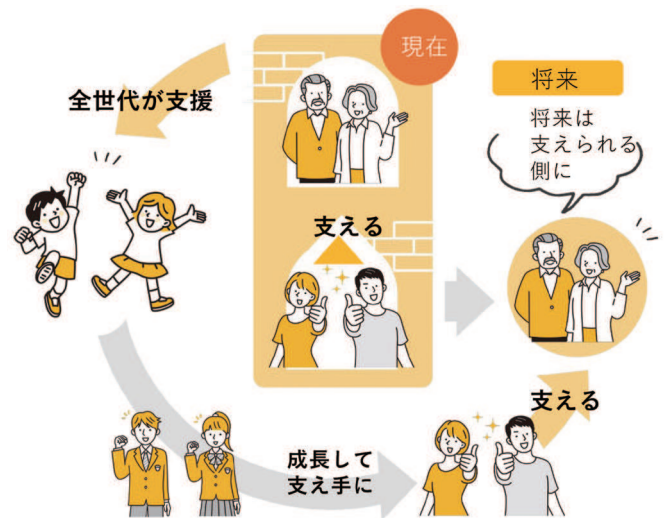 現在
全世代が支援
支える
将来
将来は
支えられる
側に
支える
成長して
支え手に